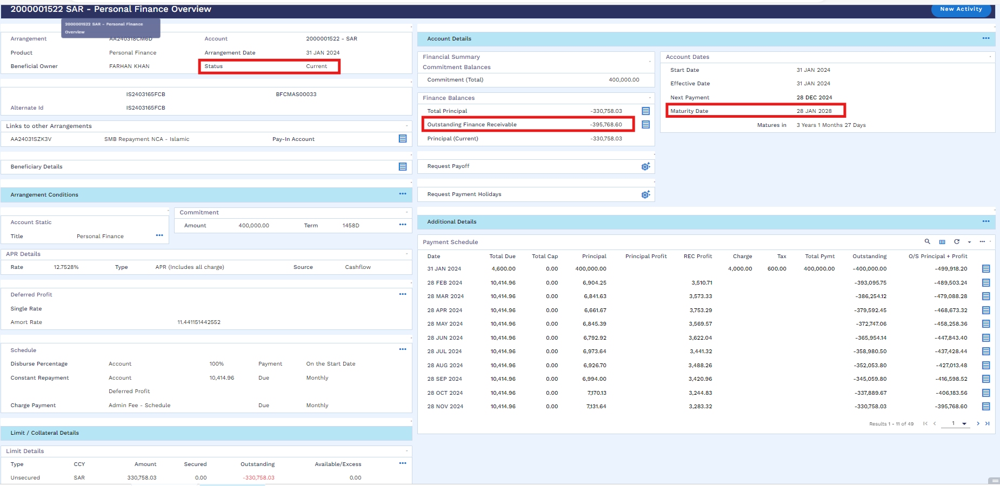 2000001522 SAR - Personal Finance Overview
New Activity
2000001522 SAR - Personal Finance
Overview
Arrangement AA240318CM6D Account 2000001522 - SAR
Product Personal Finance Arrangement Date 31 JAN 2024
Beneficial Owner FARHAN KHAN Status Current
IS2403165FCB BFCMAS00033
Alternate Id IS2403165FCB
Links to other Arrangements
AA24031SZK3V SMB Repayment NCA - Islamic Pay-In Account
Beneficiary Details
Arrangement Conditions
Account Static
Title Personal Finance
Commitment
Amount 400,000.00 Term 1458D
APR Details
Rate 12.7528% Type APR (Includes all charge) Source Cashflow
Deferred Profit
Single Rate
Amort Rate 11.441151442552
Schedule
Disburse Percentage Account 100% Payment On the Start Date
Constant Repayment Account 10,414.96 Due Monthly
Deferred Profit
Charge Payment Admin Fee - Schedule Due Monthly
Limit / Collateral Details
Limit Details
Type CCY Amount Secured Outstanding Available/Excess
Unsecured SAR 330,758.03 0.00 -330,758.03 0.00
Account Details
Financial Summary
Commitment Balances
Commitment (Total) 400,000.00
Finance Balances
Total Principal -330,758.03
Outstanding Finance Receivable -395,768.60
Principal (Current) -330,758.03
Request Payoff
Request Payment Holidays
Account Dates
Start Date 31 JAN 2024
Effective Date 31 JAN 2024
Next Payment 28 DEC 2024
Maturity Date 28 JAN 2028
Matures in 3 Years 1 Months 27 Days
Additional Details
Payment Schedule
Date Total Due Total Cap Principal Principal Profit REC Profit Charge Tax Total Pymt Outstanding O/S Principal + Profit
31 JAN 2024 4,600.00 0.00 400,000.00 4,000.00 600.00 400,000.00 -400,000.00 -499,918.20
28 FEB 2024 10,414.96 0.00 6,904.25 3,510.71 -393,095.75 -489,503.24
28 MAR 2024 10,414.96 0.00 6,841.63 3,573.33 -386,254.12 -479,088.28
28 APR 2024 10,414.96 0.00 6,661.67 3,753.29 -379,592.45 -468,673.32
28 MAY 2024 10,414.96 0.00 6,845.39 3,569.57 -372,747.06 -458,258.36
28 JUN 2024 10,414.96 0.00 6,792.92 3,622.04 -365,954.14 -447,843.40
28 JUL 2024 10,414.96 0.00 6,973.64 3,441.32 -358,980.50 -437,428.44
28 AUG 2024 10,414.96 0.00 6,926.70 3,488.26 -352,053.80 -427,013.48
28 SEP 2024 10,414.96 0.00 6,994.00 3,420.96 -345,059.80 -416,598.52
28 OCT 2024 10,414.96 0.00 7,170.13 3,244.83 -337,889.67 -406,183.56
28 NOV 2024 10,414.96 0.00 7,131.64 3,283.32 -330,758.03 -395,768.60
Results 1 - 11 of 49 1